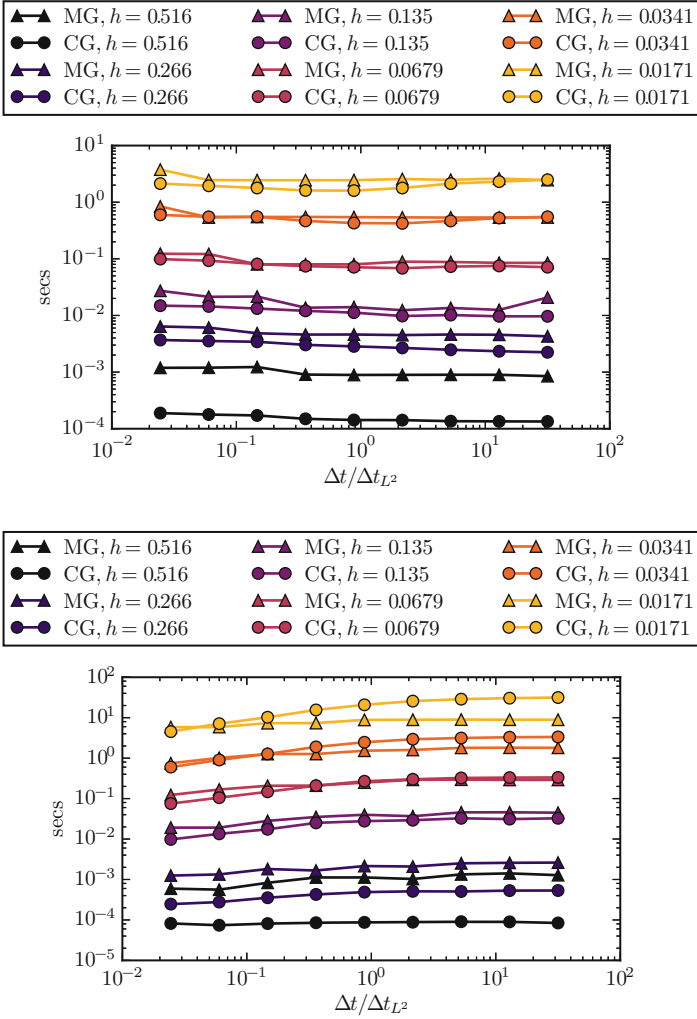 MG, h = 0.516 MG, h = 0.135 MG, h = 0.0341
CG, h = 0.516 CG, h = 0.135 CG, h = 0.0341
MG, h = 0.266 MG, h = 0.0679 MG, h = 0.0171
CG, h = 0.266 CG, h = 0.0679 CG, h = 0.0171
10^1
10^0
10^-1
10^-2
10^-3
10^-4
secs
10^-2 10^-1 10^0 10^1 10^2
Δt/Δt_{L^2}
MG, h = 0.516 MG, h = 0.135 MG, h = 0.0341
CG, h = 0.516 CG, h = 0.135 CG, h = 0.0341
MG, h = 0.266 MG, h = 0.0679 MG, h = 0.0171
CG, h = 0.266 CG, h = 0.0679 CG, h = 0.0171
10^2
10^1
10^0
10^-1
10^-2
10^-3
10^-4
10^-5
secs
10^-2 10^-1 10^0 10^1 10^2
Δt/Δt_{L^2}